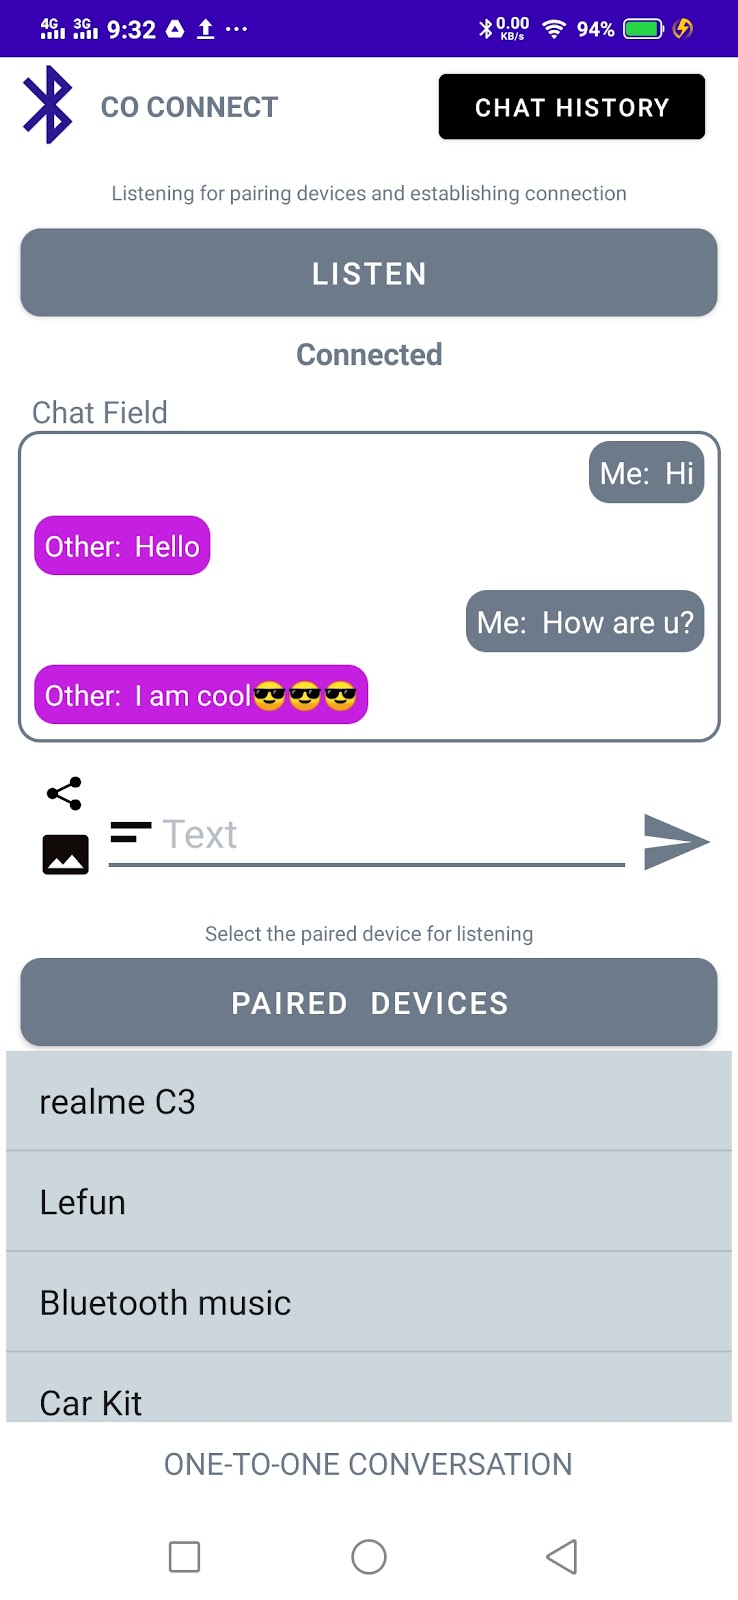 4G 3G 9:32 ... 0.00 KB/s 94%
CO CONNECT CHAT HISTORY
Listening for pairing devices and establishing connection
LISTEN
Connected
Chat Field
Me: Hi
Other: Hello
Me: How are u?
Other: I am cool😎😎😎
Text
Select the paired device for listening
PAIRED DEVICES
realme C3
Lefun
Bluetooth music
Car Kit
ONE-TO-ONE CONVERSATION